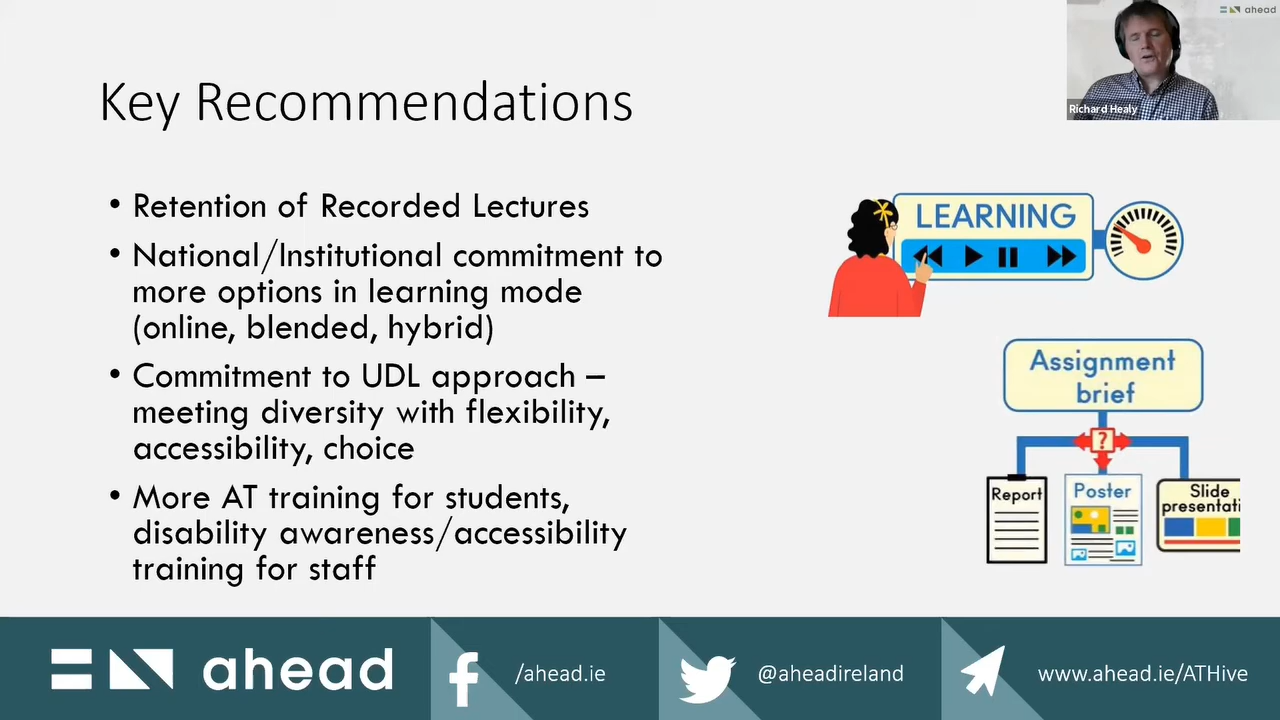 ahead
Richard Healy
Key Recommendations
• Retention of Recorded Lectures
• National/Institutional commitment to
more options in learning mode
(online, blended, hybrid)
• Commitment to UDL approach –
meeting diversity with flexibility,
accessibility, choice
• More AT training for students,
disability awareness/accessibility
training for staff
LEARNING
Assignment
brief
?
Report
Poster
Slide
presentati
ahead
/ahead.ie
@aheadireland
www.ahead.ie/ATHive